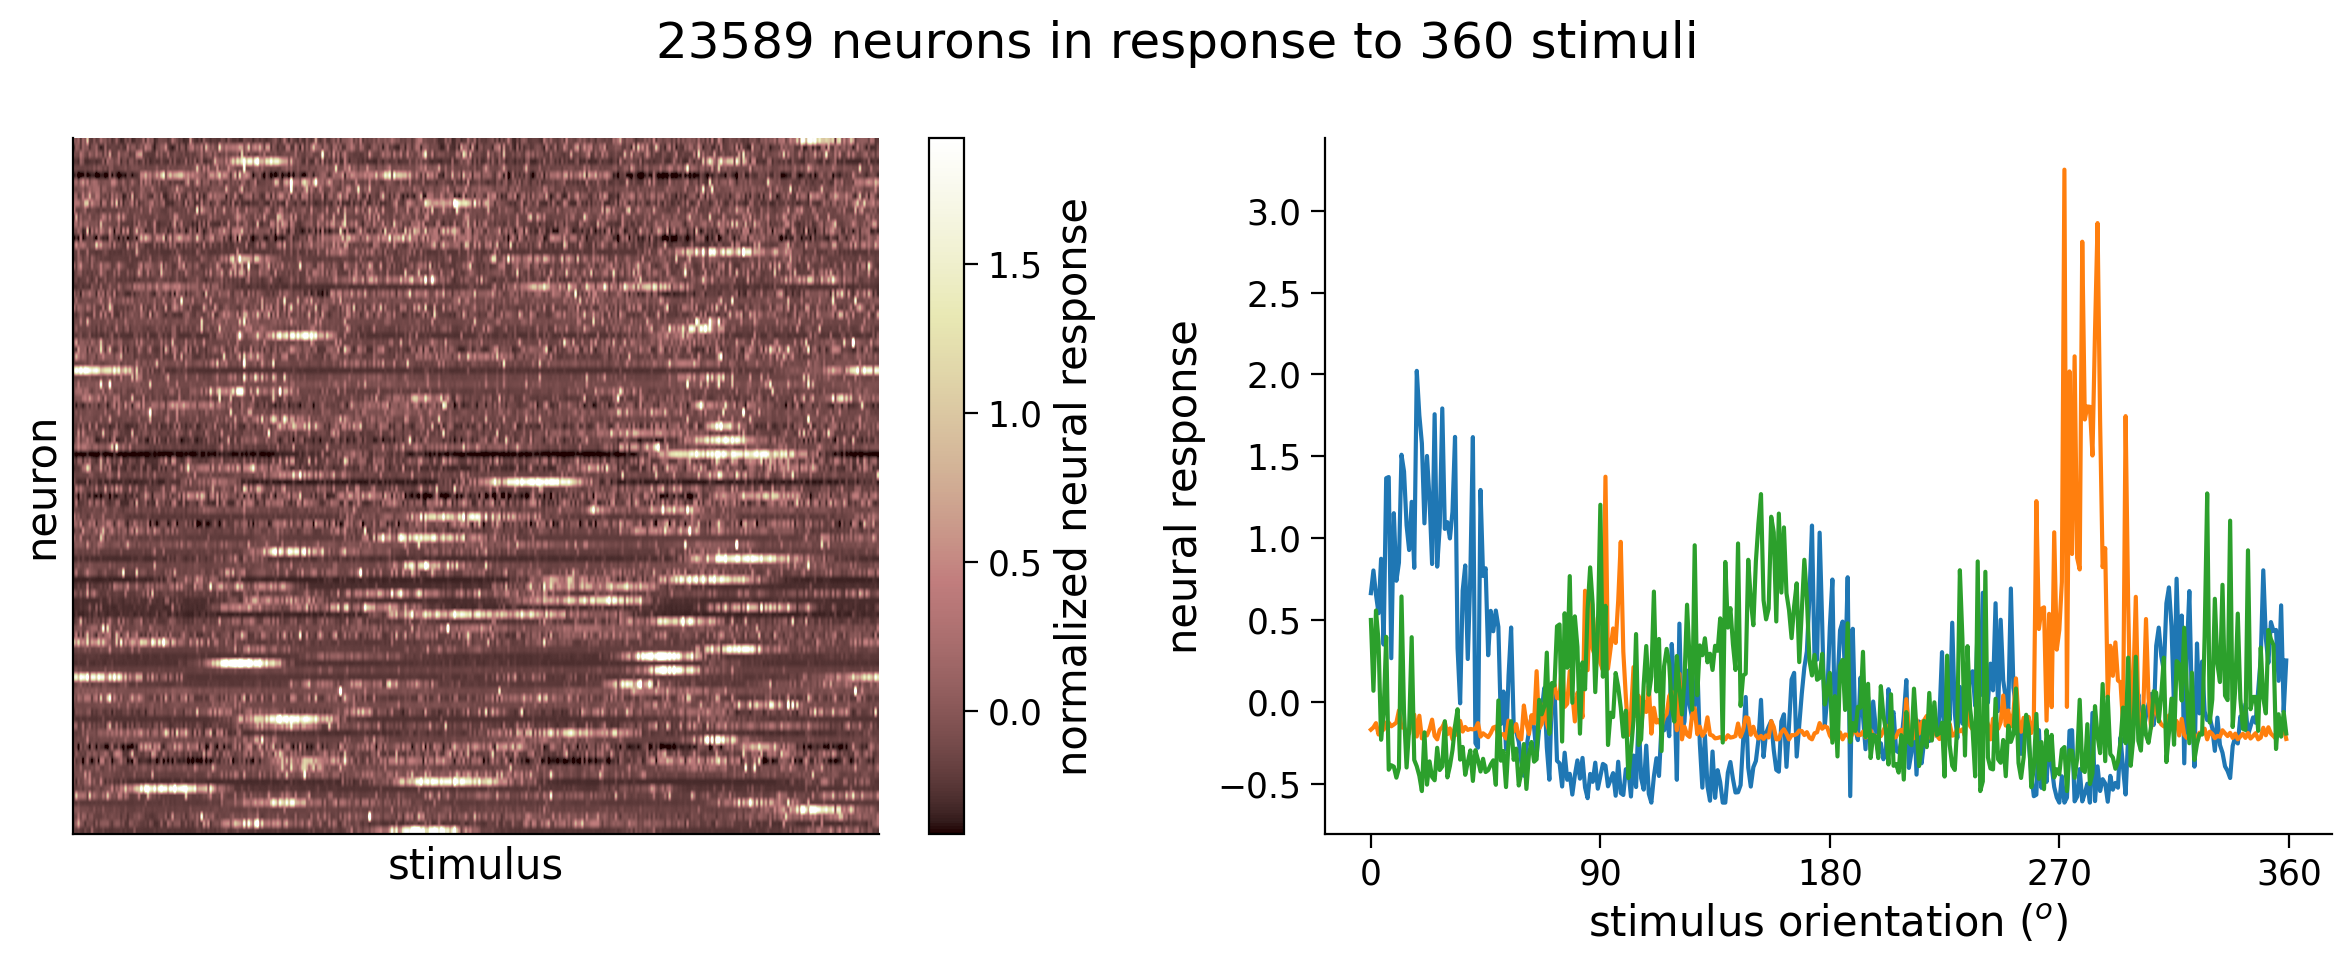 23589 neurons in response to 360 stimuli
neuron
stimulus
1.5
1.0
0.5
0.0
normalized neural response
neural response
3.0
2.5
2.0
1.5
1.0
0.5
0.0
−0.5
0 90 180 270 360
stimulus orientation (°)